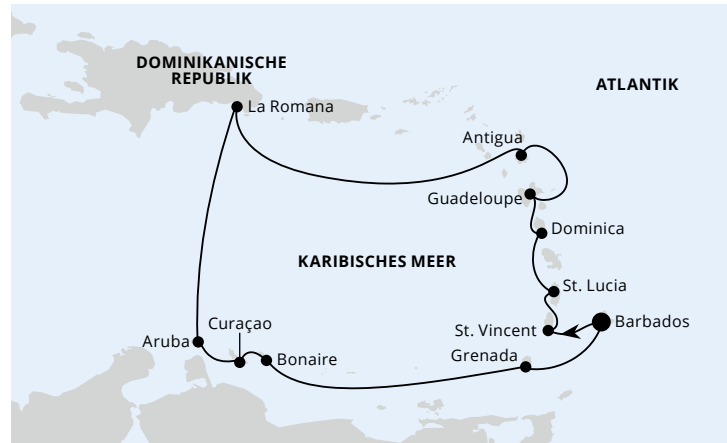 DOMINIKANISCHE
REPUBLIK
ATLANTIK
La Romana
Antigua
Guadeloupe
Dominica
KARIBISCHES MEER
St. Lucia
Curaçao
St. Vincent
Barbados
Aruba
Bonaire
Grenada